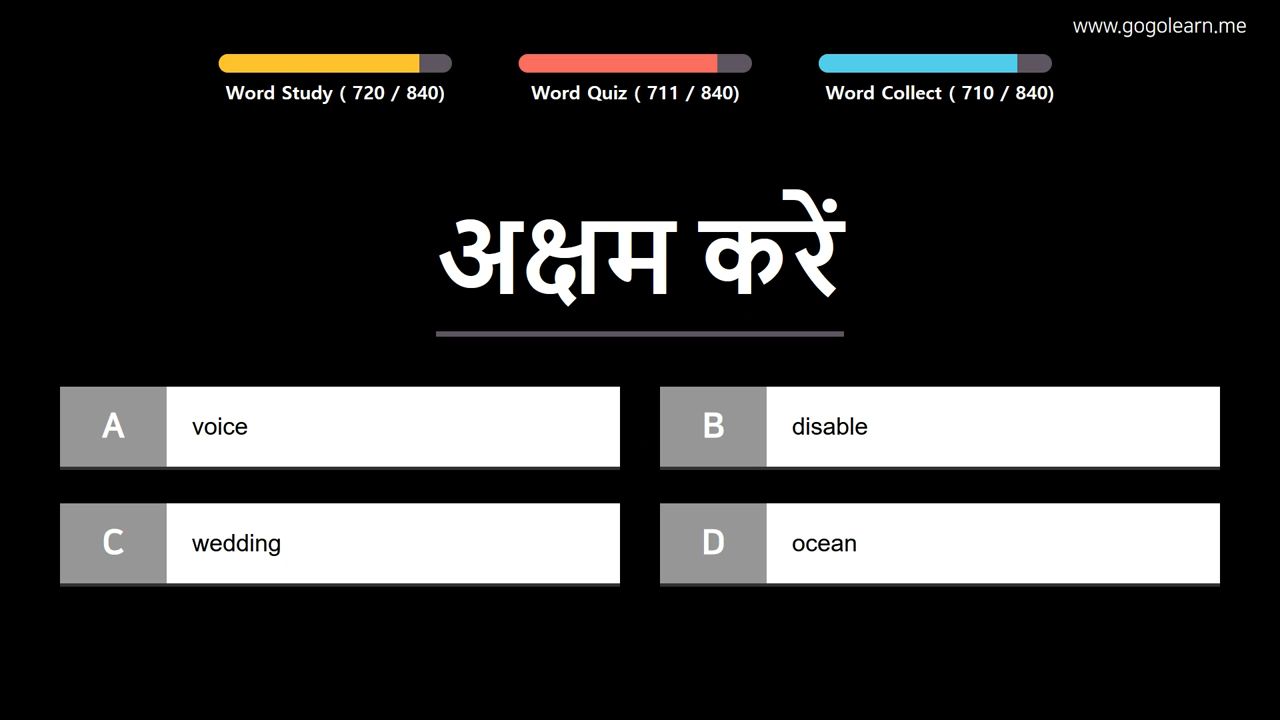 www.gogolearn.me
Word Study ( 720 / 840)
Word Quiz ( 711 / 840)
Word Collect ( 710 / 840)
अक्षम करें
A voice
B disable
C wedding
D ocean